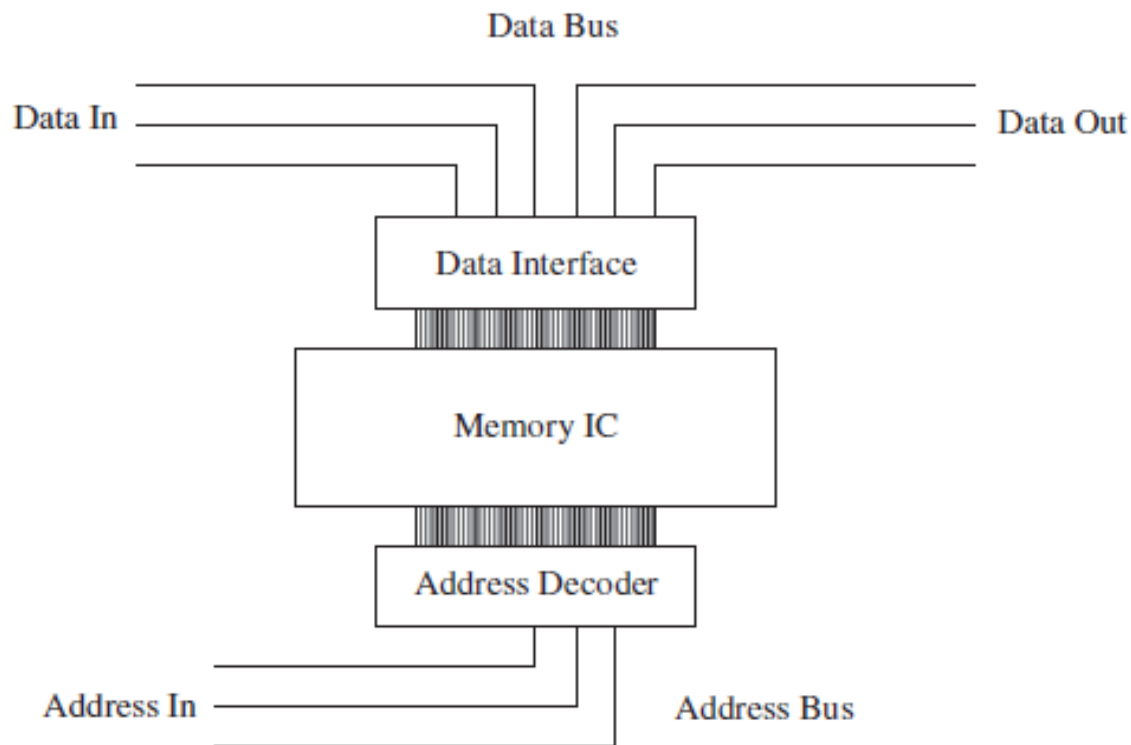 Data Bus
Data In
Data Out
Data Interface
Memory IC
Address Decoder
Address In
Address Bus